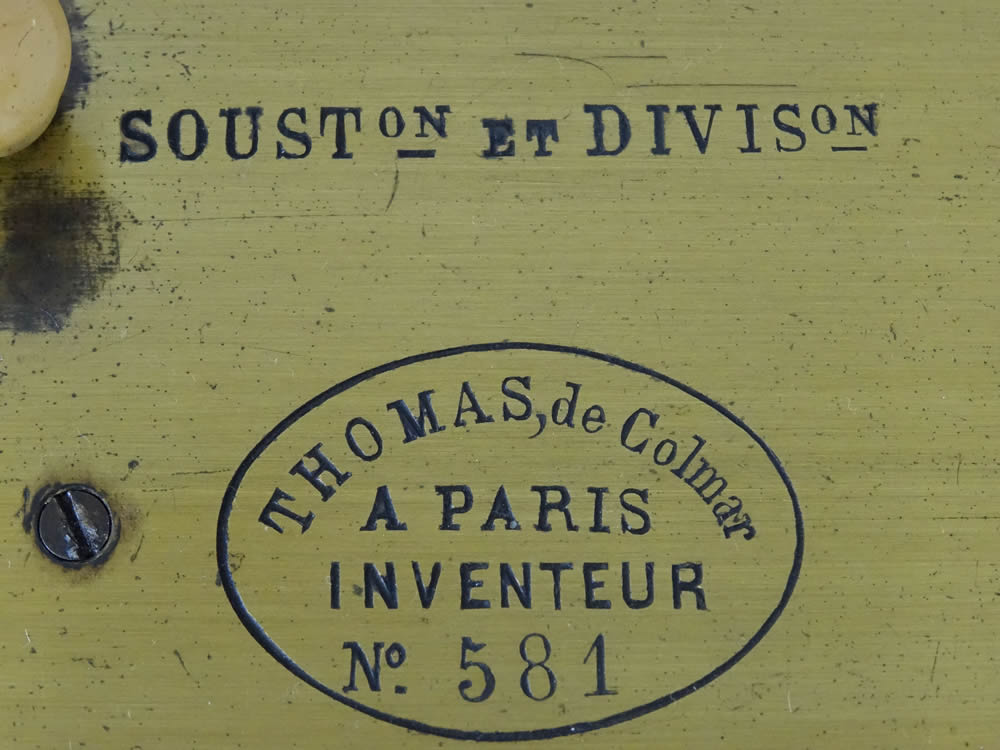 SOUSTON ET DIVISON
THOMAS, de Colmar
A PARIS
INVENTEUR
No. 581